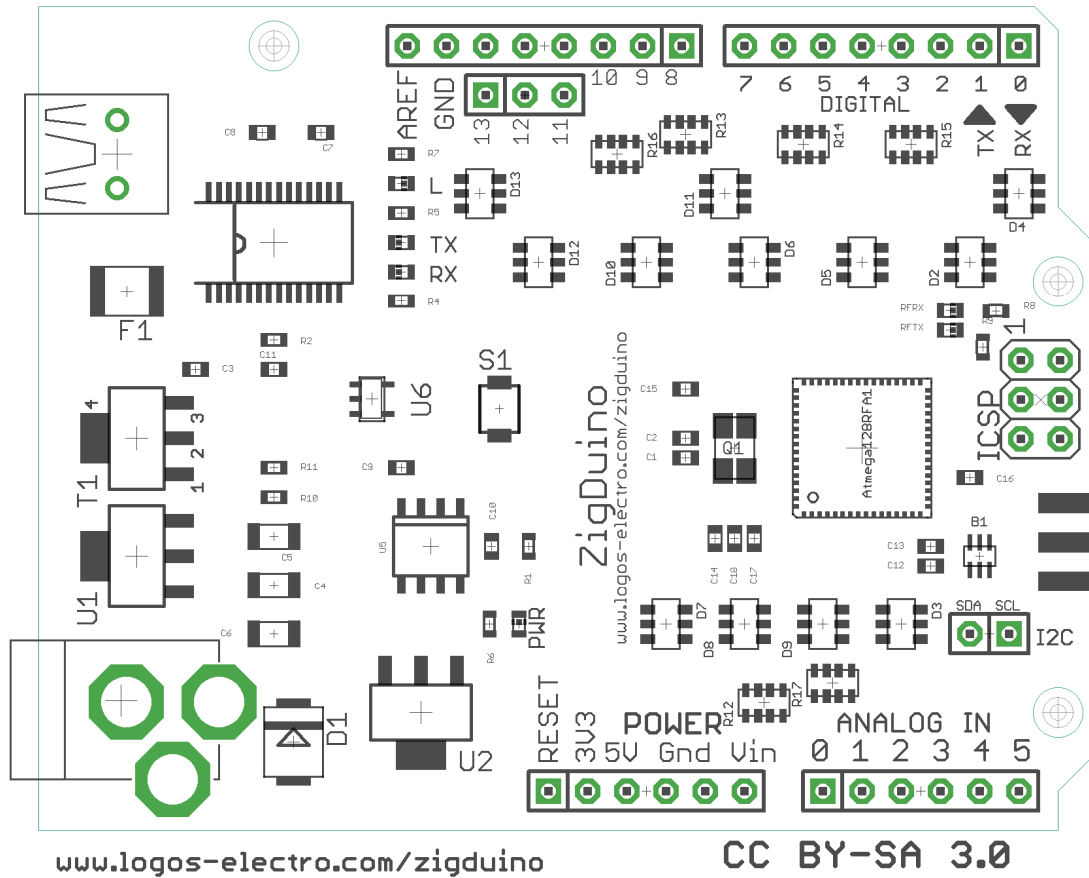 10 9 8
7 6 5 4 3 2 1 0
DIGITAL
AREF
GND
13 12 11
TX RX
C8
C7
R7
L
R5
TX
RX
R4
R16
R13
R14
R15
D13
D11
D4
D12
D10
D6
D5
D2
F1
R2
C11
C3
RFRX
RFTX
R8
R9
1
ICSP
S1
U6
4
3
2
1
T1
U1
R11
R10
C9
C15
C2
C1
Q1
Atmega128RFA1
C16
ZigDuino
www.logos-electro.com/zigduino
C5
C4
C6
U5
C10
R1
R6
PWR
C14
C18
C17
C13
C12
B1
D7
D8
D9
D3
SDA SCL
I2C
D1
U2
R12
R17
RESET
3V3
POWER
5V Gnd Vin
ANALOG IN
0 1 2 3 4 5
www.logos-electro.com/zigduino
CC BY-SA 3.0